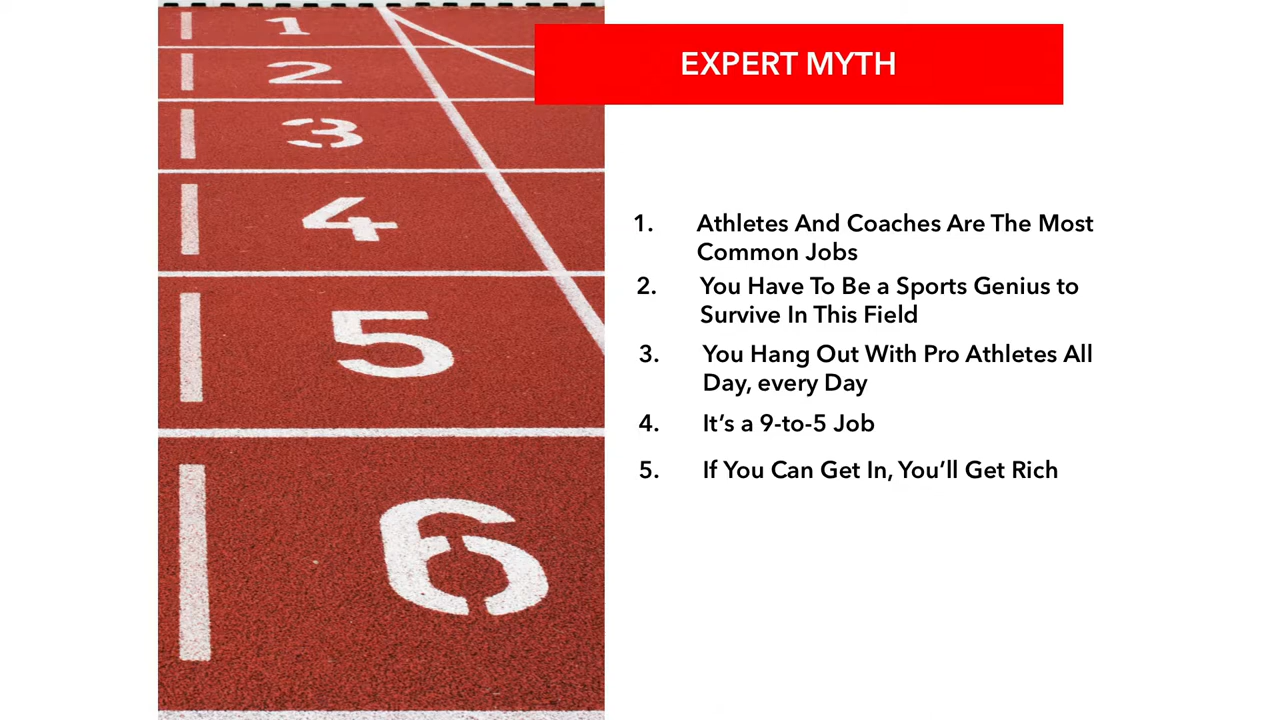 EXPERT MYTH
1
2
3
4
5
6
1. Athletes And Coaches Are The Most
Common Jobs
2. You Have To Be a Sports Genius to
Survive In This Field
3. You Hang Out With Pro Athletes All
Day, every Day
4. It’s a 9-to-5 Job
5. If You Can Get In, You’ll Get Rich